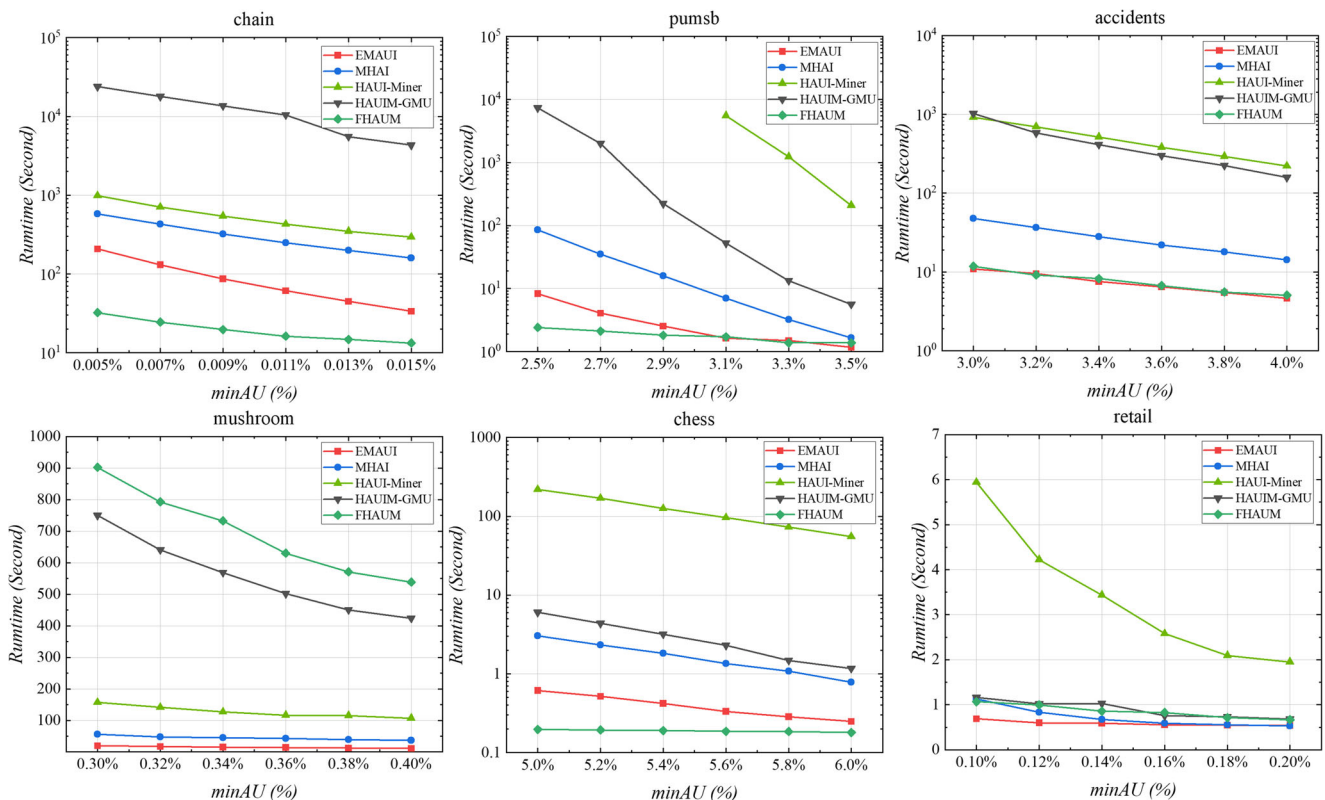 chain
10^5
10^4
10^3
10^2
10^1
Rumtime (Second)
0.005% 0.007% 0.009% 0.011% 0.013% 0.015%
minAU (%)
EMAUI
MHAI
HAUI-Miner
HAUIM-GMU
FHAUM
pumsb
10^5
10^4
10^3
10^2
10^1
10^0
Rumtime (Second)
2.5% 2.7% 2.9% 3.1% 3.3% 3.5%
minAU (%)
EMAUI
MHAI
HAUI-Miner
HAUIM-GMU
FHAUM
accidents
10^4
10^3
10^2
10^1
10^0
Rumtime (Second)
3.0% 3.2% 3.4% 3.6% 3.8% 4.0%
minAU (%)
EMAUI
MHAI
HAUI-Miner
HAUIM-GMU
FHAUM
mushroom
1000
900
800
700
600
500
400
300
200
100
Rumtime (Second)
0.30% 0.32% 0.34% 0.36% 0.38% 0.40%
minAU (%)
EMAUI
MHAI
HAUI-Miner
HAUIM-GMU
FHAUM
chess
1000
100
10
1
0.1
Rumtime (Second)
5.0% 5.2% 5.4% 5.6% 5.8% 6.0%
minAU (%)
EMAUI
MHAI
HAUI-Miner
HAUIM-GMU
FHAUM
retail
7
6
5
4
3
2
1
0
Rumtime (Second)
0.10% 0.12% 0.14% 0.16% 0.18% 0.20%
minAU (%)
EMAUI
MHAI
HAUI-Miner
HAUIM-GMU
FHAUM